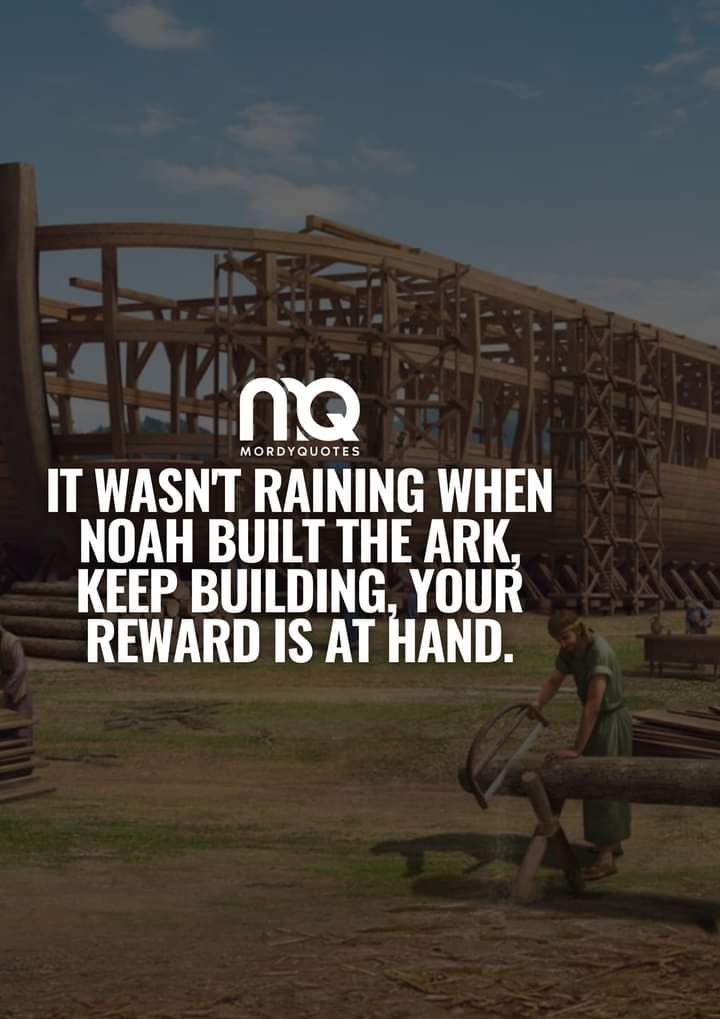 MQ
MORDYQUOTES
IT WASN'T RAINING WHEN
NOAH BUILT THE ARK,
KEEP BUILDING, YOUR
REWARD IS AT HAND.